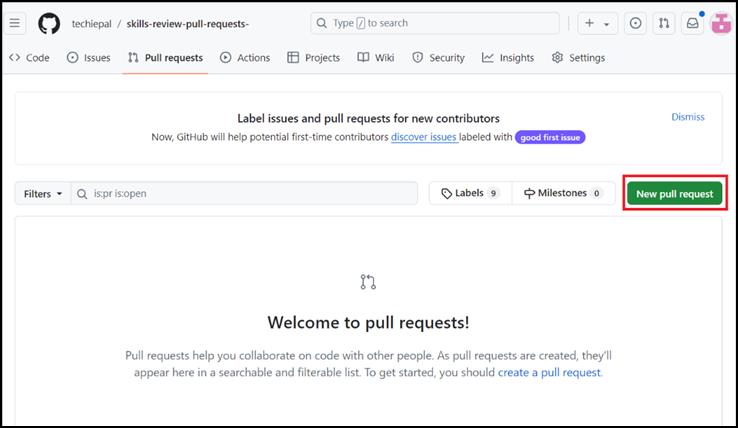 techiepal / skills-review-pull-requests-
Type / to search
Code Issues Pull requests Actions Projects Wiki Security Insights Settings
Label issues and pull requests for new contributors
Dismiss
Now, GitHub will help potential first-time contributors discover issues labeled with good first issue
Filters is:pr is:open Labels 9 Milestones 0 New pull request
Welcome to pull requests!
Pull requests help you collaborate on code with other people. As pull requests are created, they'll
appear here in a searchable and filterable list. To get started, you should create a pull request.